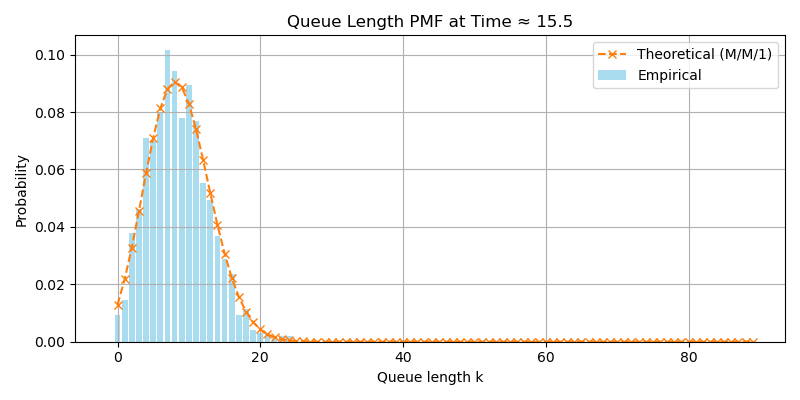 Queue Length PMF at Time ≈ 15.5
Probability
0.10
0.08
0.06
0.04
0.02
0.00
Theoretical (M/M/1)
Empirical
0 20 40 60 80
Queue length k